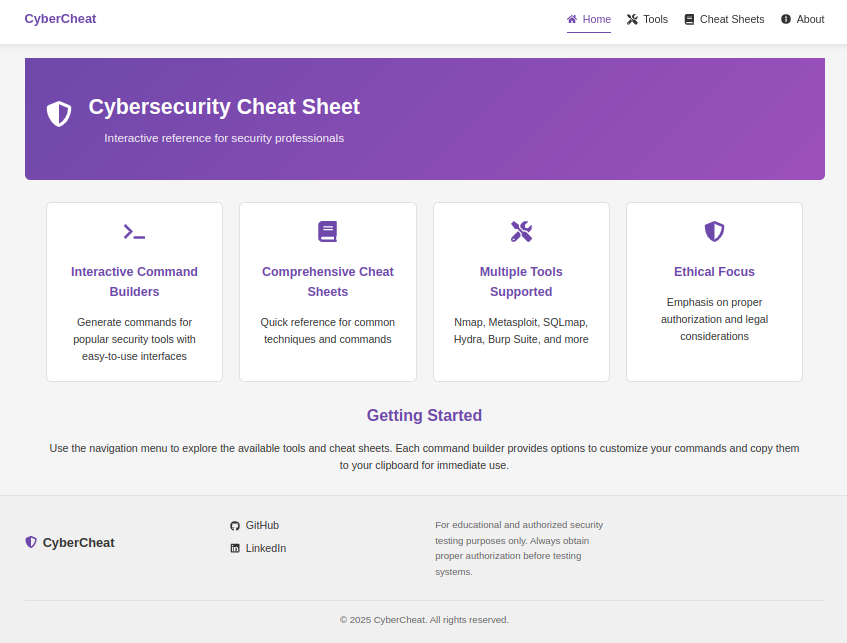 CyberCheat
Home
Tools
Cheat Sheets
About
Cybersecurity Cheat Sheet
Interactive reference for security professionals
Interactive Command
Builders
Generate commands for
popular security tools with
easy-to-use interfaces
Comprehensive Cheat
Sheets
Quick reference for common
techniques and commands
Multiple Tools
Supported
Nmap, Metasploit, SQLmap,
Hydra, Burp Suite, and more
Ethical Focus
Emphasis on proper
authorization and legal
considerations
Getting Started
Use the navigation menu to explore the available tools and cheat sheets. Each command builder provides options to customize your commands and copy them
to your clipboard for immediate use.
CyberCheat
GitHub
LinkedIn
For educational and authorized security
testing purposes only. Always obtain
proper authorization before testing
systems.
© 2025 CyberCheat. All rights reserved.